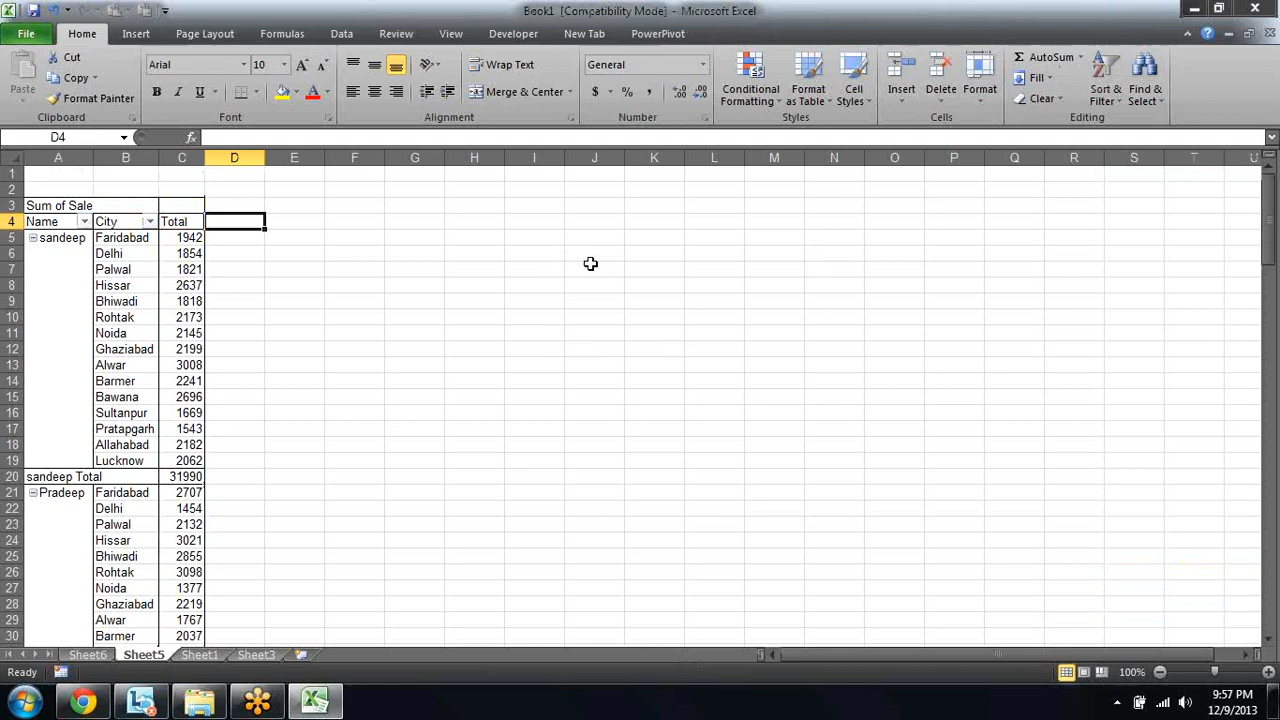 Book1 [Compatibility Mode] - Microsoft Excel
File Home Insert Page Layout Formulas Data Review View Developer New Tab PowerPivot
Paste
Cut
Copy
Format Painter
Clipboard
Arial 10
B I U A
Font
Wrap Text
Merge & Center
Alignment
General
$ % ,
Number
Conditional Formatting
Format as Table
Cell Styles
Styles
Insert Delete Format
Cells
Σ AutoSum
Fill
Clear
Sort & Filter
Find & Select
Editing
D4 fx
A B C D E F G H I J K L M N O P Q R S T U
1
2
3 Sum of Sale
4 Name City Total
5 sandeep Faridabad 1942
6 Delhi 1854
7 Palwal 1821
8 Hissar 2637
9 Bhiwadi 1818
10 Rohtak 2173
11 Noida 2145
12 Ghaziabad 2199
13 Alwar 3008
14 Barmer 2241
15 Bawana 2696
16 Sultanpur 1669
17 Pratapgarh 1543
18 Allahabad 2182
19 Lucknow 2062
20 sandeep Total 31990
21 Pradeep Faridabad 2707
22 Delhi 1454
23 Palwal 2132
24 Hissar 3021
25 Bhiwadi 2855
26 Rohtak 3098
27 Noida 1377
28 Ghaziabad 2219
29 Alwar 1767
30 Barmer 2037
Sheet6 Sheet5 Sheet1 Sheet3
Ready 100%
9:57 PM
12/9/2013